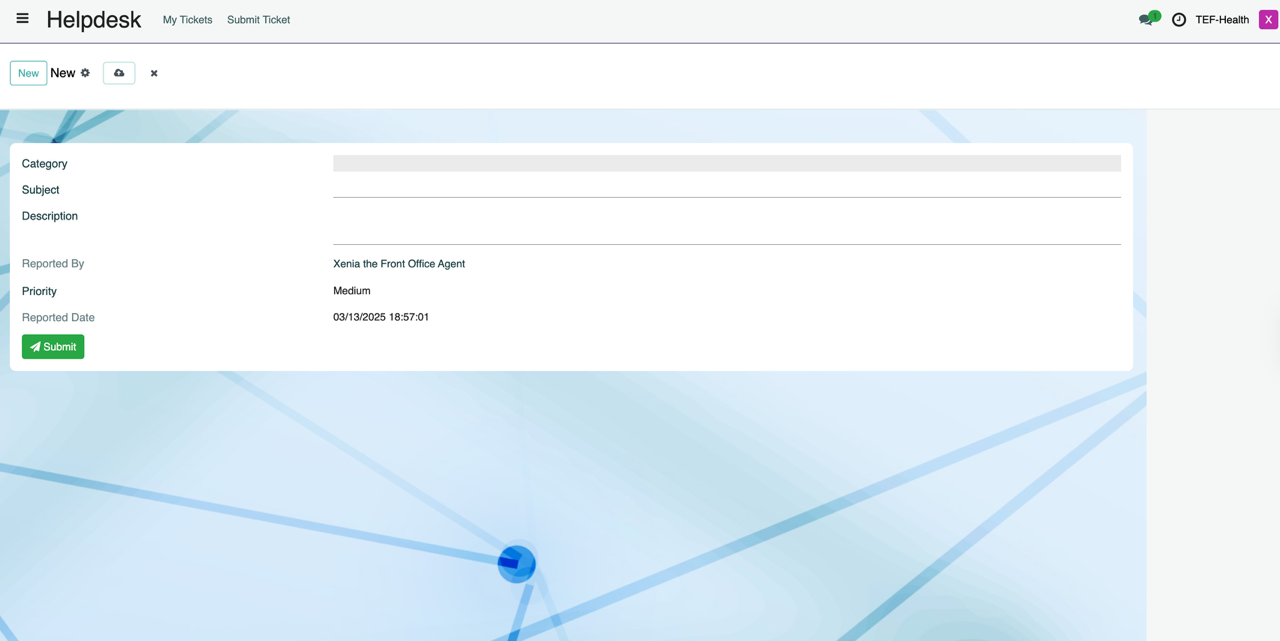 Helpdesk My Tickets Submit Ticket 1 TEF-Health X
New New
Category
Subject
Description
Reported By Xenia the Front Office Agent
Priority Medium
Reported Date 03/13/2025 18:57:01
Submit